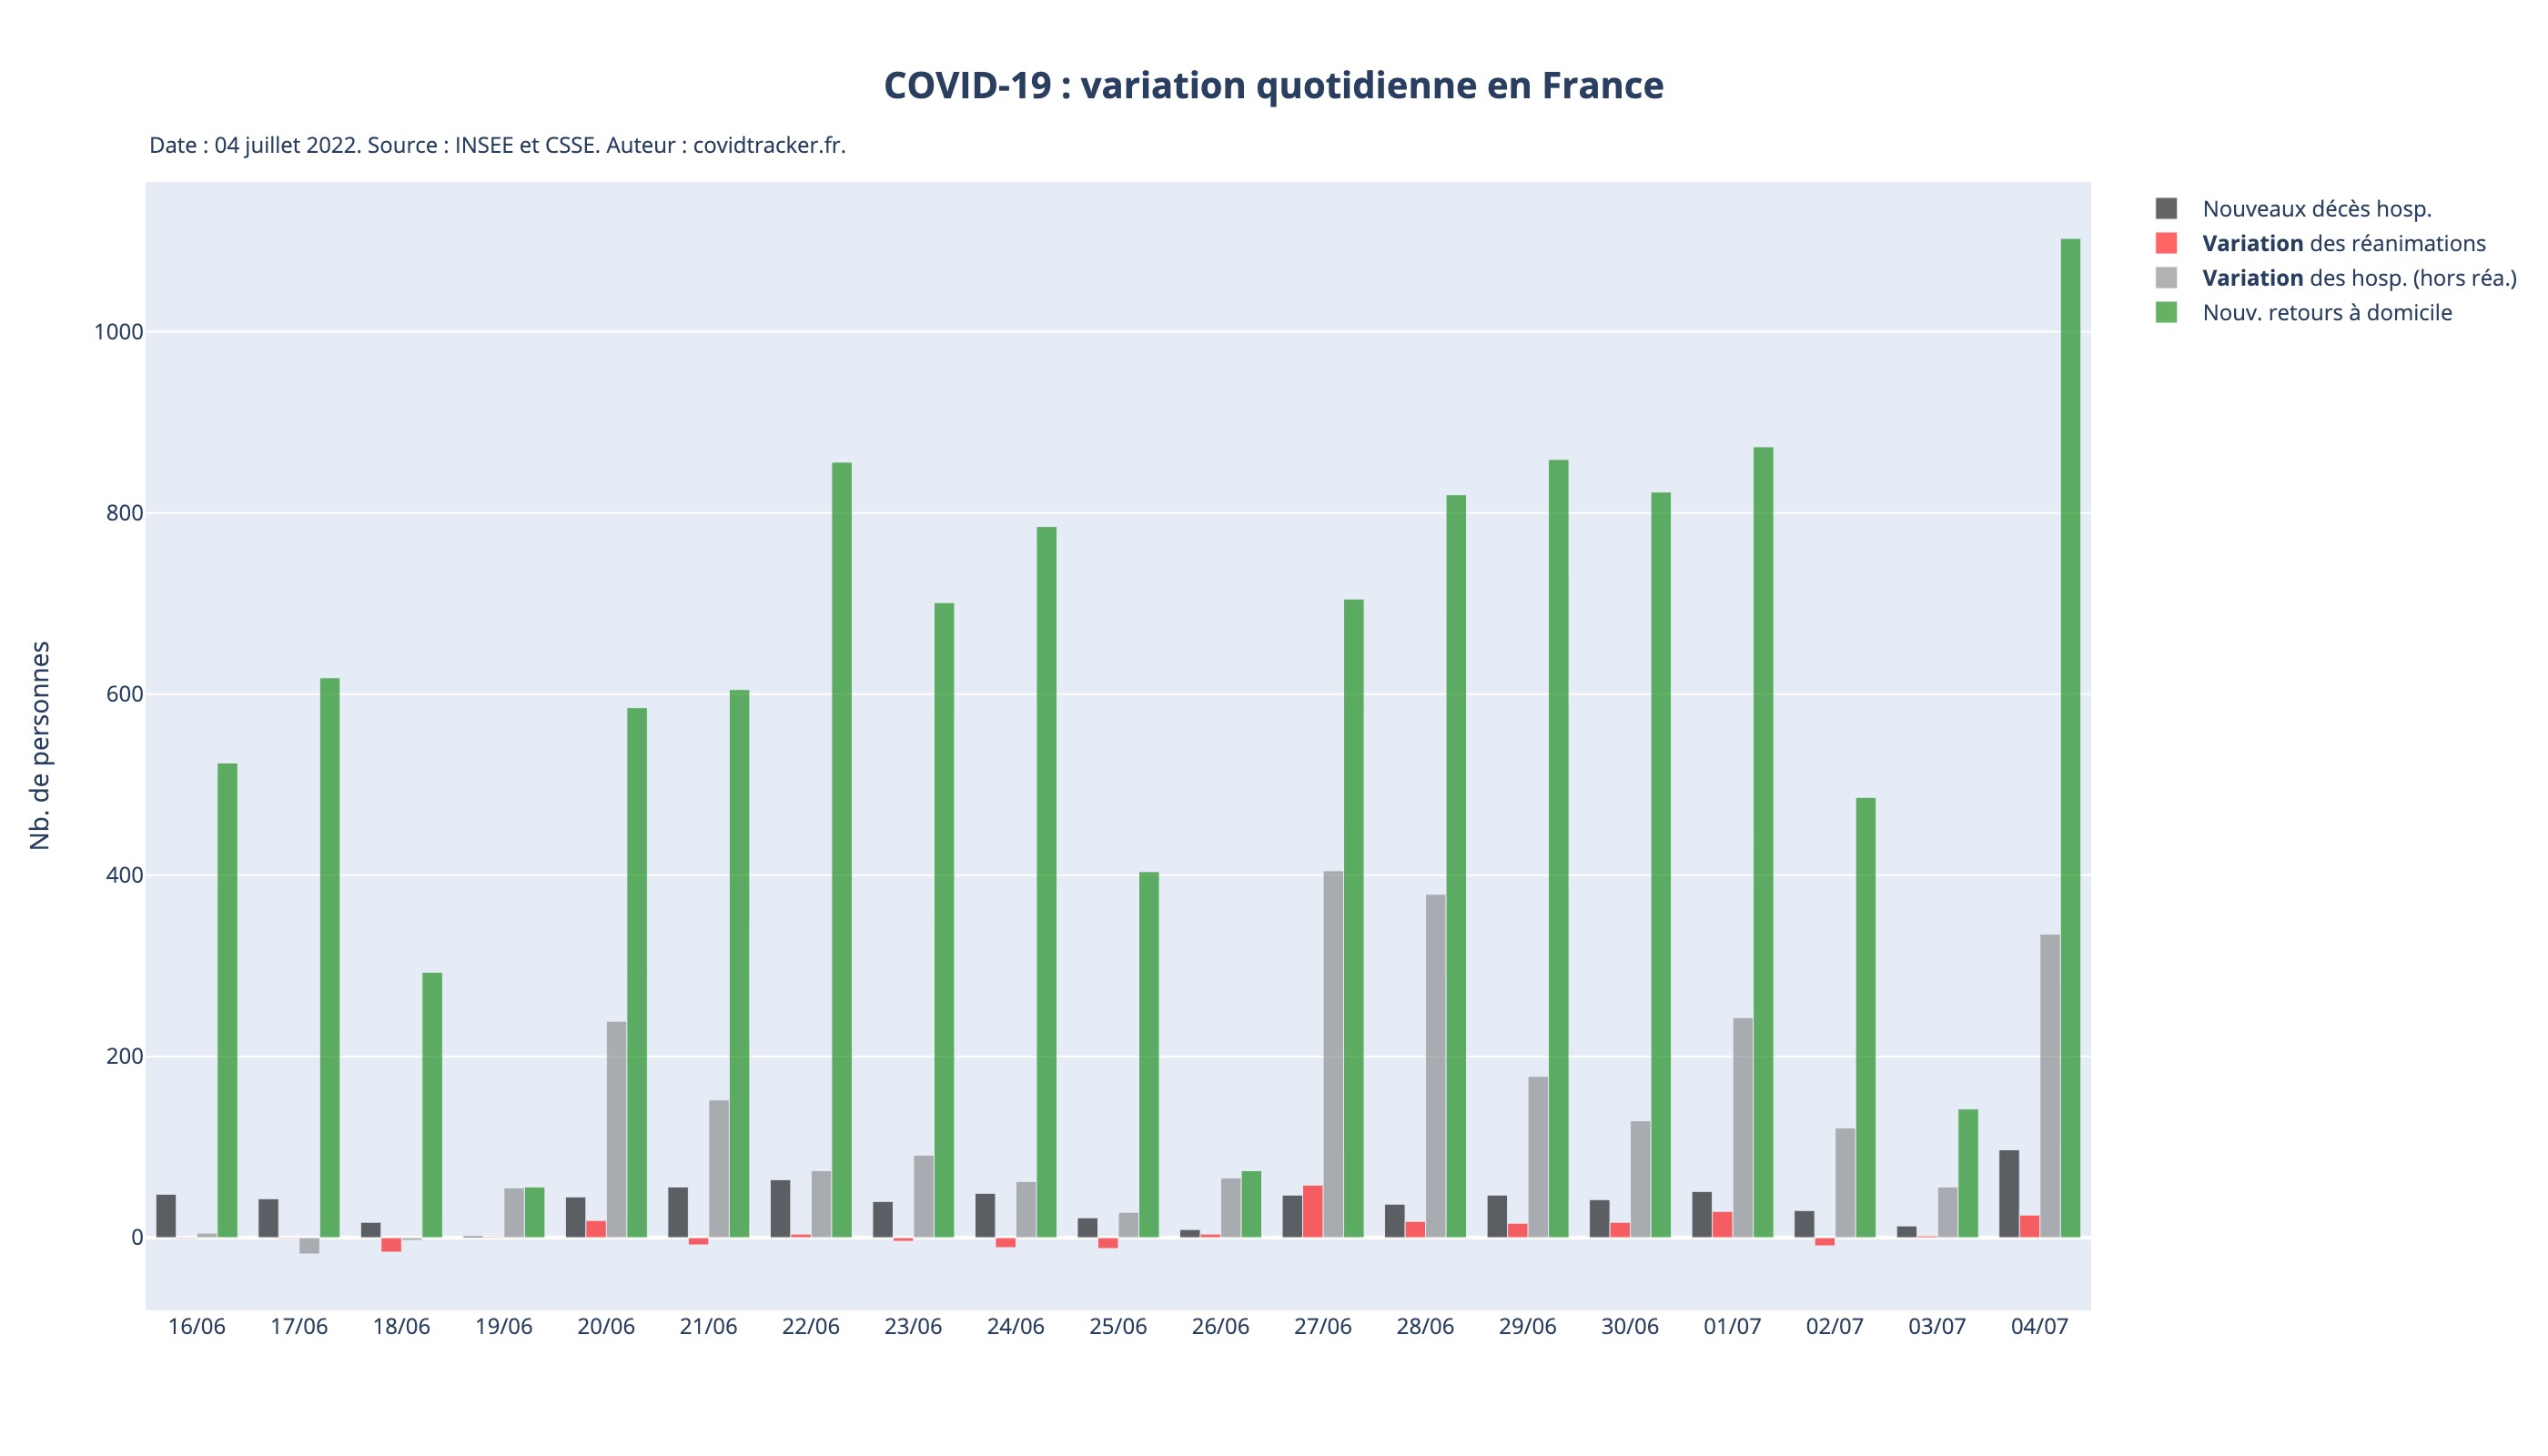 COVID-19 : variation quotidienne en France
Date : 04 juillet 2022. Source : INSEE et CSSE. Auteur : covidtracker.fr.
Nouveaux décès hosp.
Variation des réanimations
Variation des hosp. (hors réa.)
Nouv. retours à domicile
Nb. de personnes
1000
800
600
400
200
0
16/06 17/06 18/06 19/06 20/06 21/06 22/06 23/06 24/06 25/06 26/06 27/06 28/06 29/06 30/06 01/07 02/07 03/07 04/07